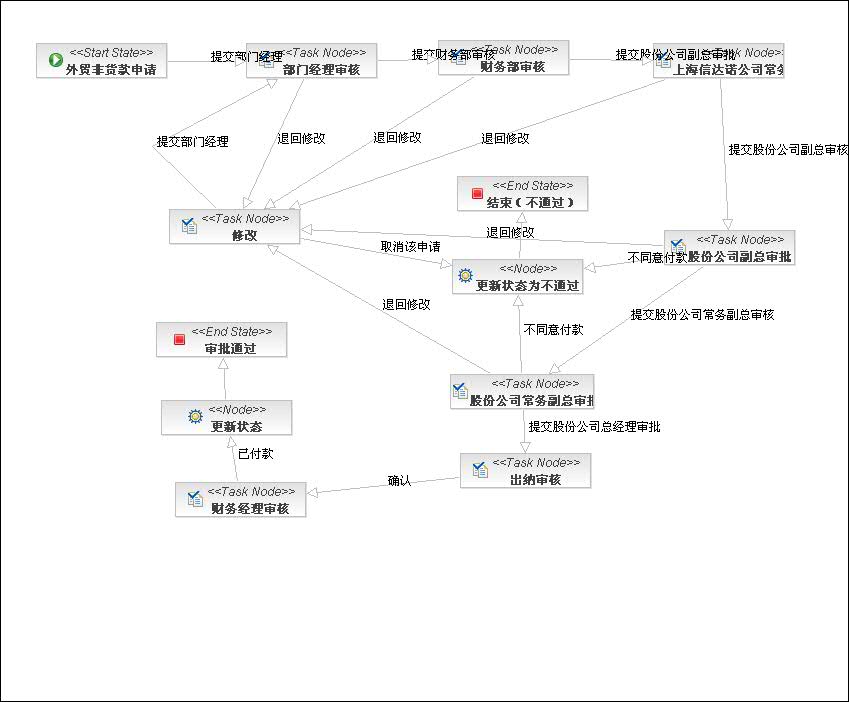 <<Start State>>
外贸非货款申请
提交部门经理
<<Task Node>>
部门经理审核
提交财务部审核
<<Task Node>>
财务部审核
提交股份公司副总审批
Node>>
上海信达诺公司常务
提交部门经理
退回修改
退回修改
退回修改
提交股份公司副总审核
<<End State>>
结束（不通过）
<<Task Node>>
修改
退回修改
取消该申请
<<Task Node>>
股份公司副总审批
不同意付款
<<Node>>
更新状态为不通过
退回修改
提交股份公司常务副总审核
不同意付款
<<End State>>
审批通过
<<Task Node>>
股份公司常务副总审批
<<Node>>
更新状态
提交股份公司总经理审批
已付款
<<Task Node>>
出纳审核
确认
<<Task Node>>
财务经理审核